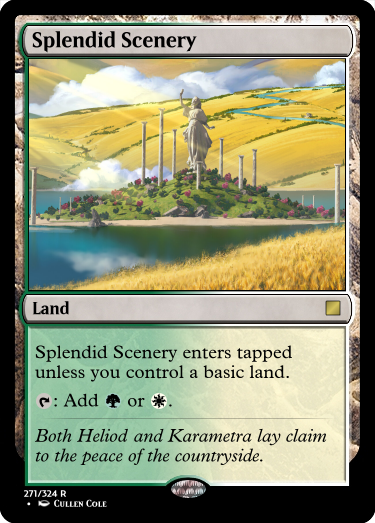 Splendid Scenery
Land
Splendid Scenery enters tapped
unless you control a basic land.
: Add or .
Both Heliod and Karametra lay claim
to the peace of the countryside.
271/324 R
• Cullen Cole